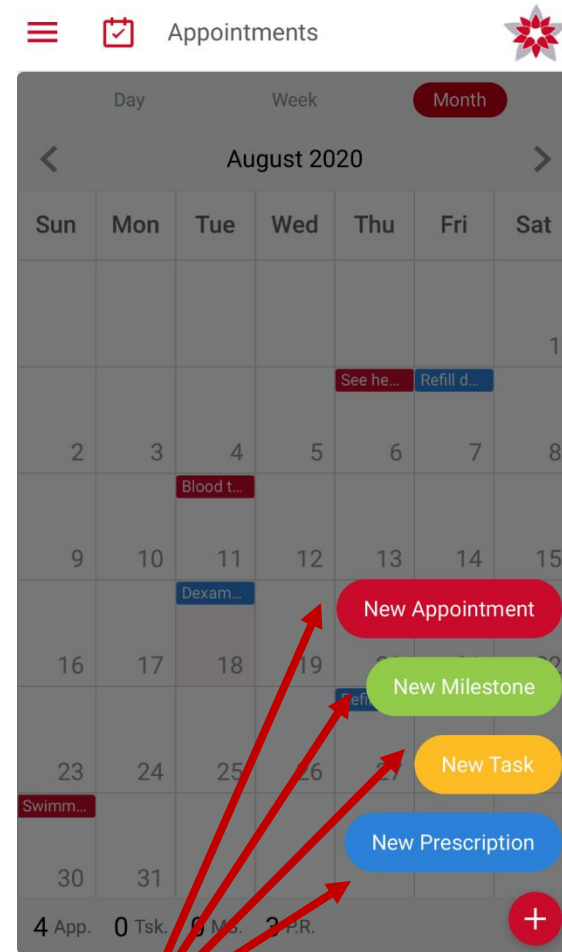 Appointments
Day Week Month
August 2020
Sun Mon Tue Wed Thu Fri Sat
1
See he... Refill d...
2 3 4 5 6 7 8
Blood t...
9 10 11 12 13 14 15
Dexam...
New Appointment
16 17 18 19
New Milestone
23 24 25 26 27
New Task
Swimm...
New Prescription
30 31
4 App. 0 Tsk. 0 MS. 3 P.R.